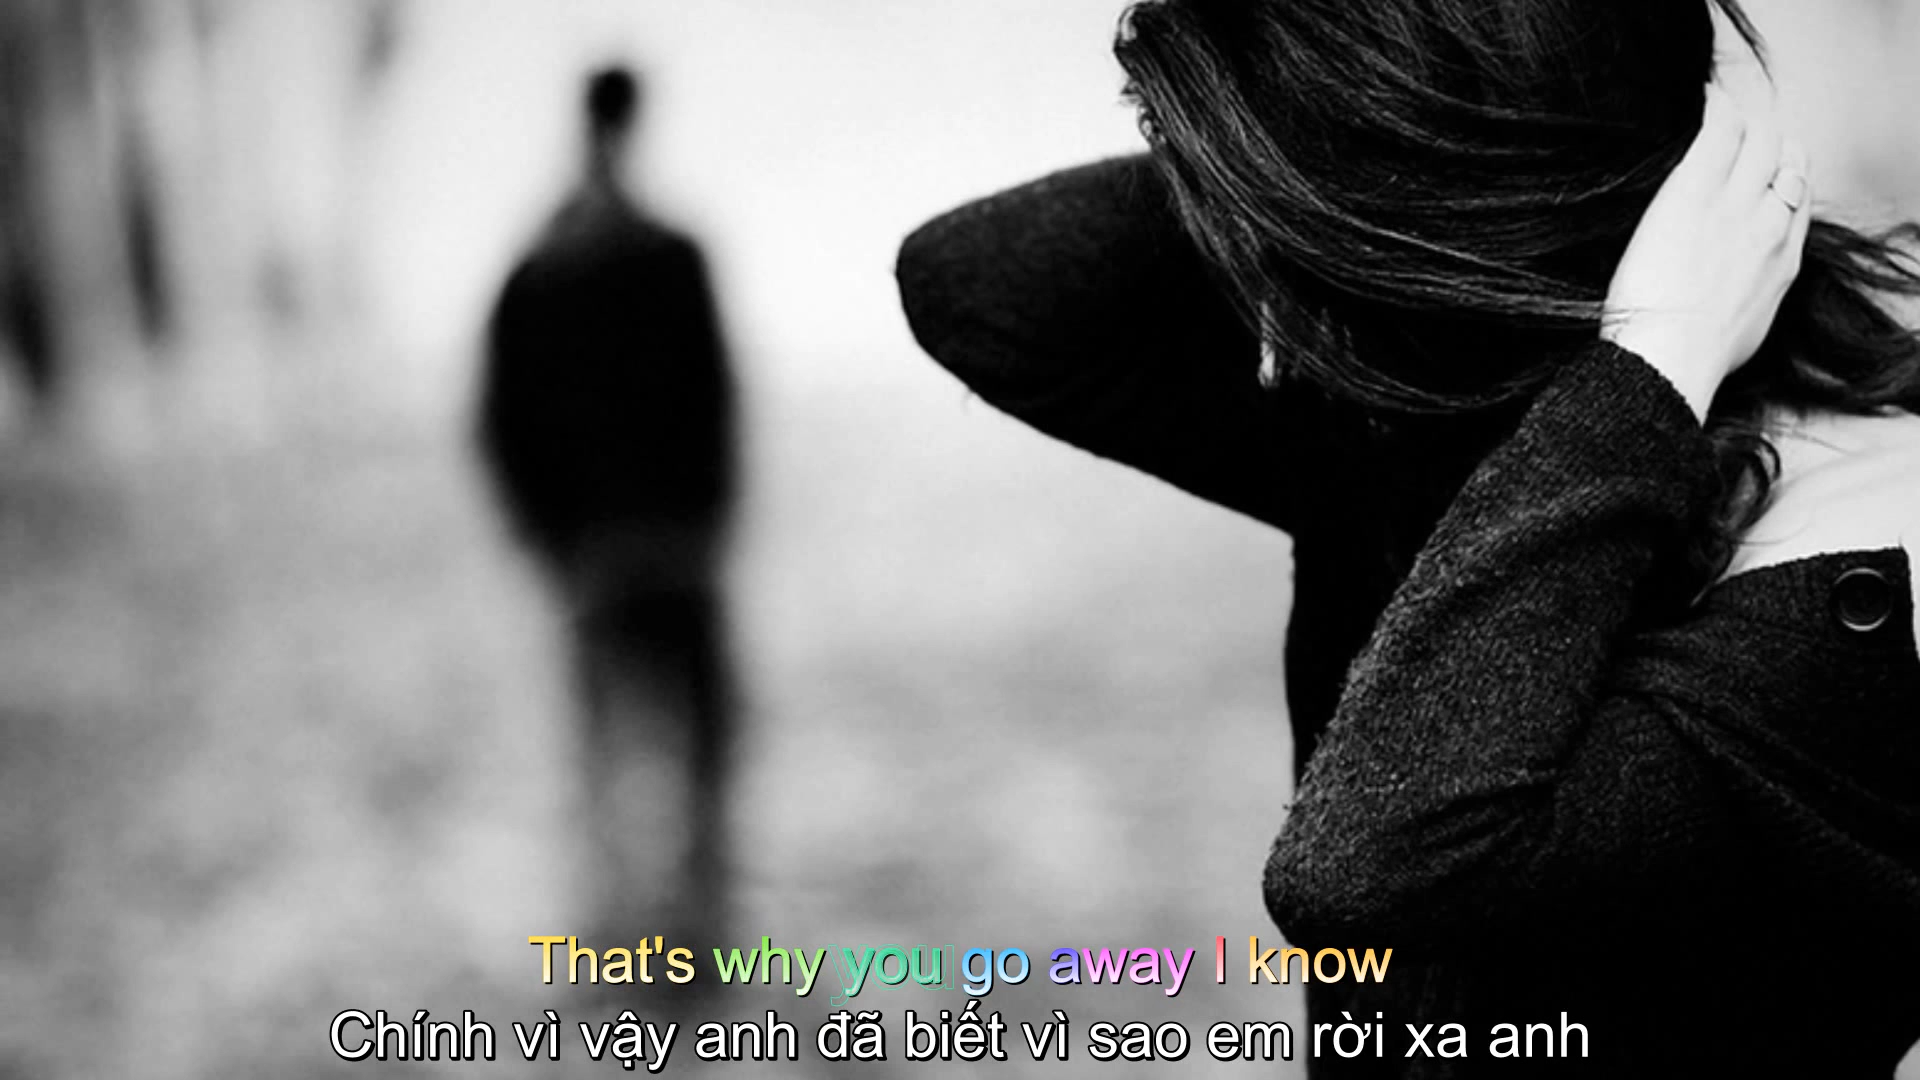 That's why you go away I know
Chính vì vậy anh đã biết vì sao em rời xa anh